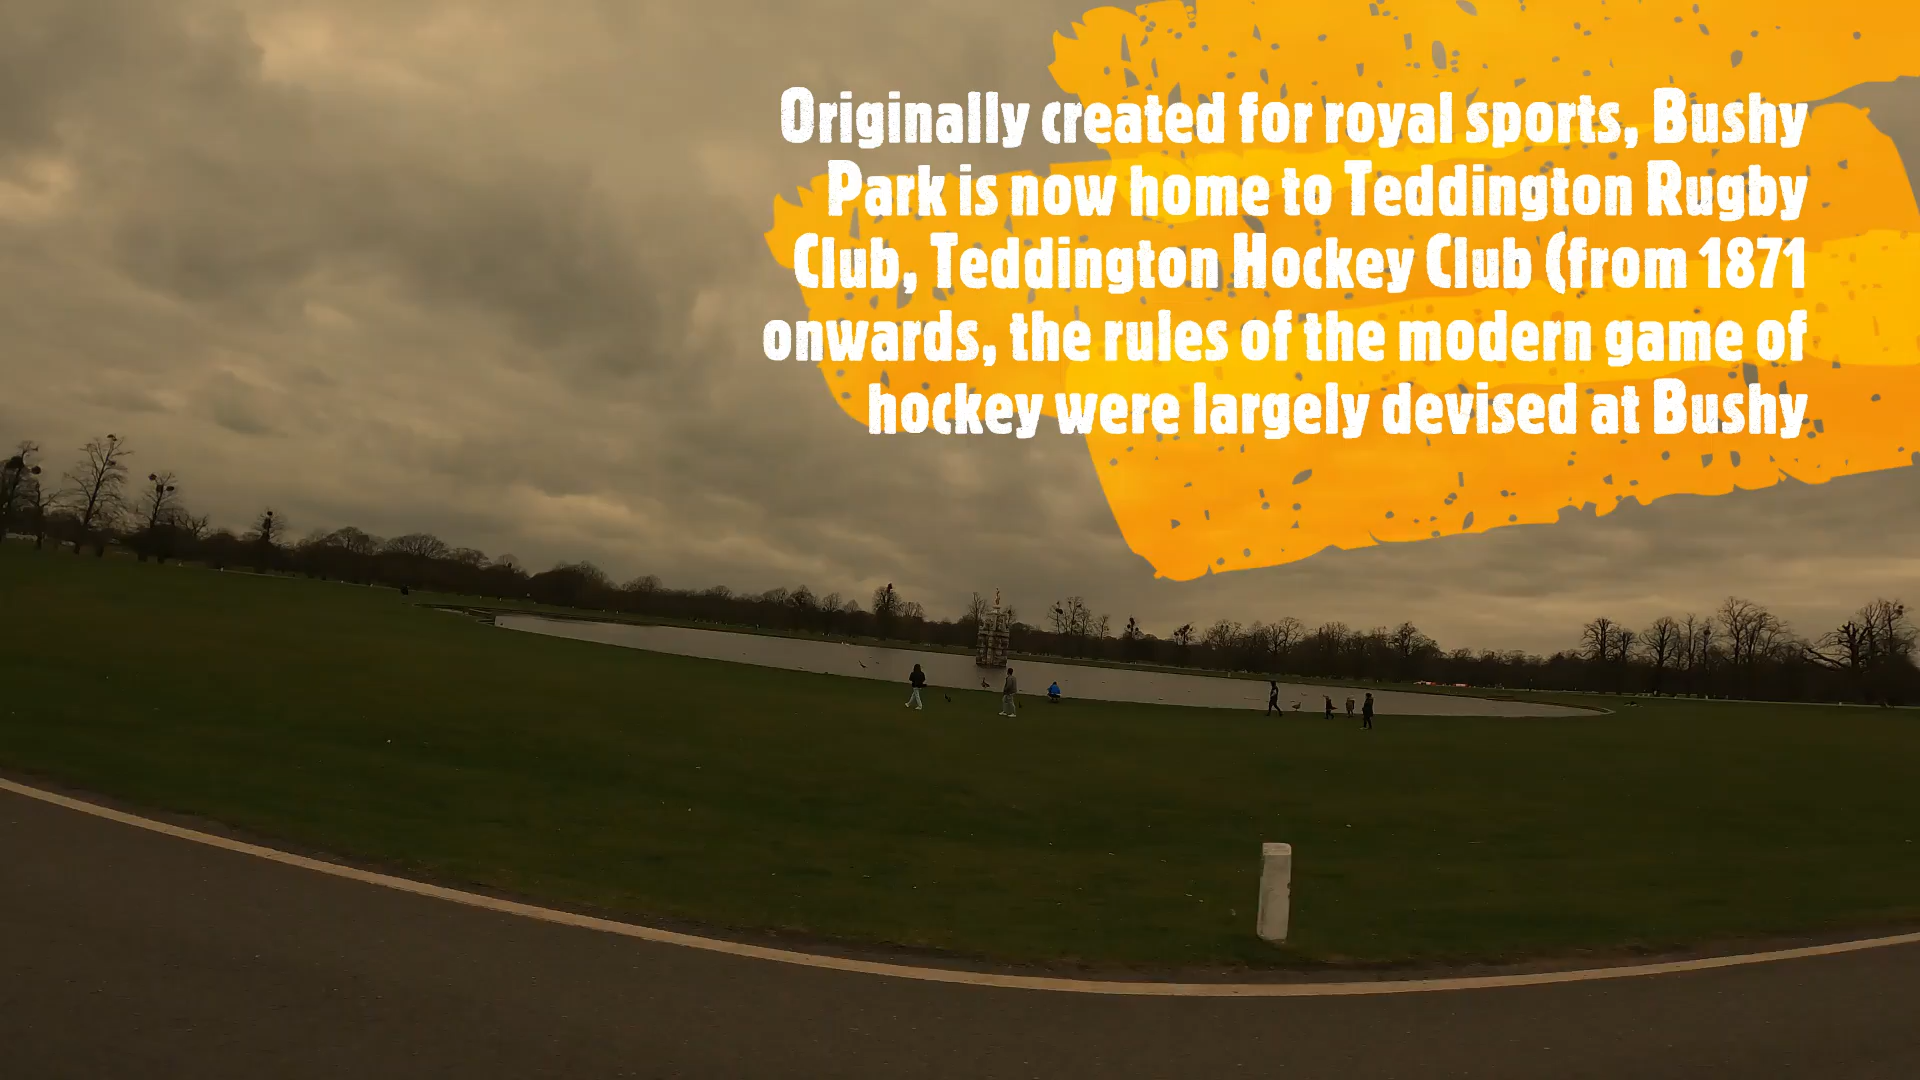 Originally created for royal sports, Bushy
Park is now home to Teddington Rugby
Club, Teddington Hockey Club (from 1871
onwards, the rules of the modern game of
hockey were largely devised at Bushy